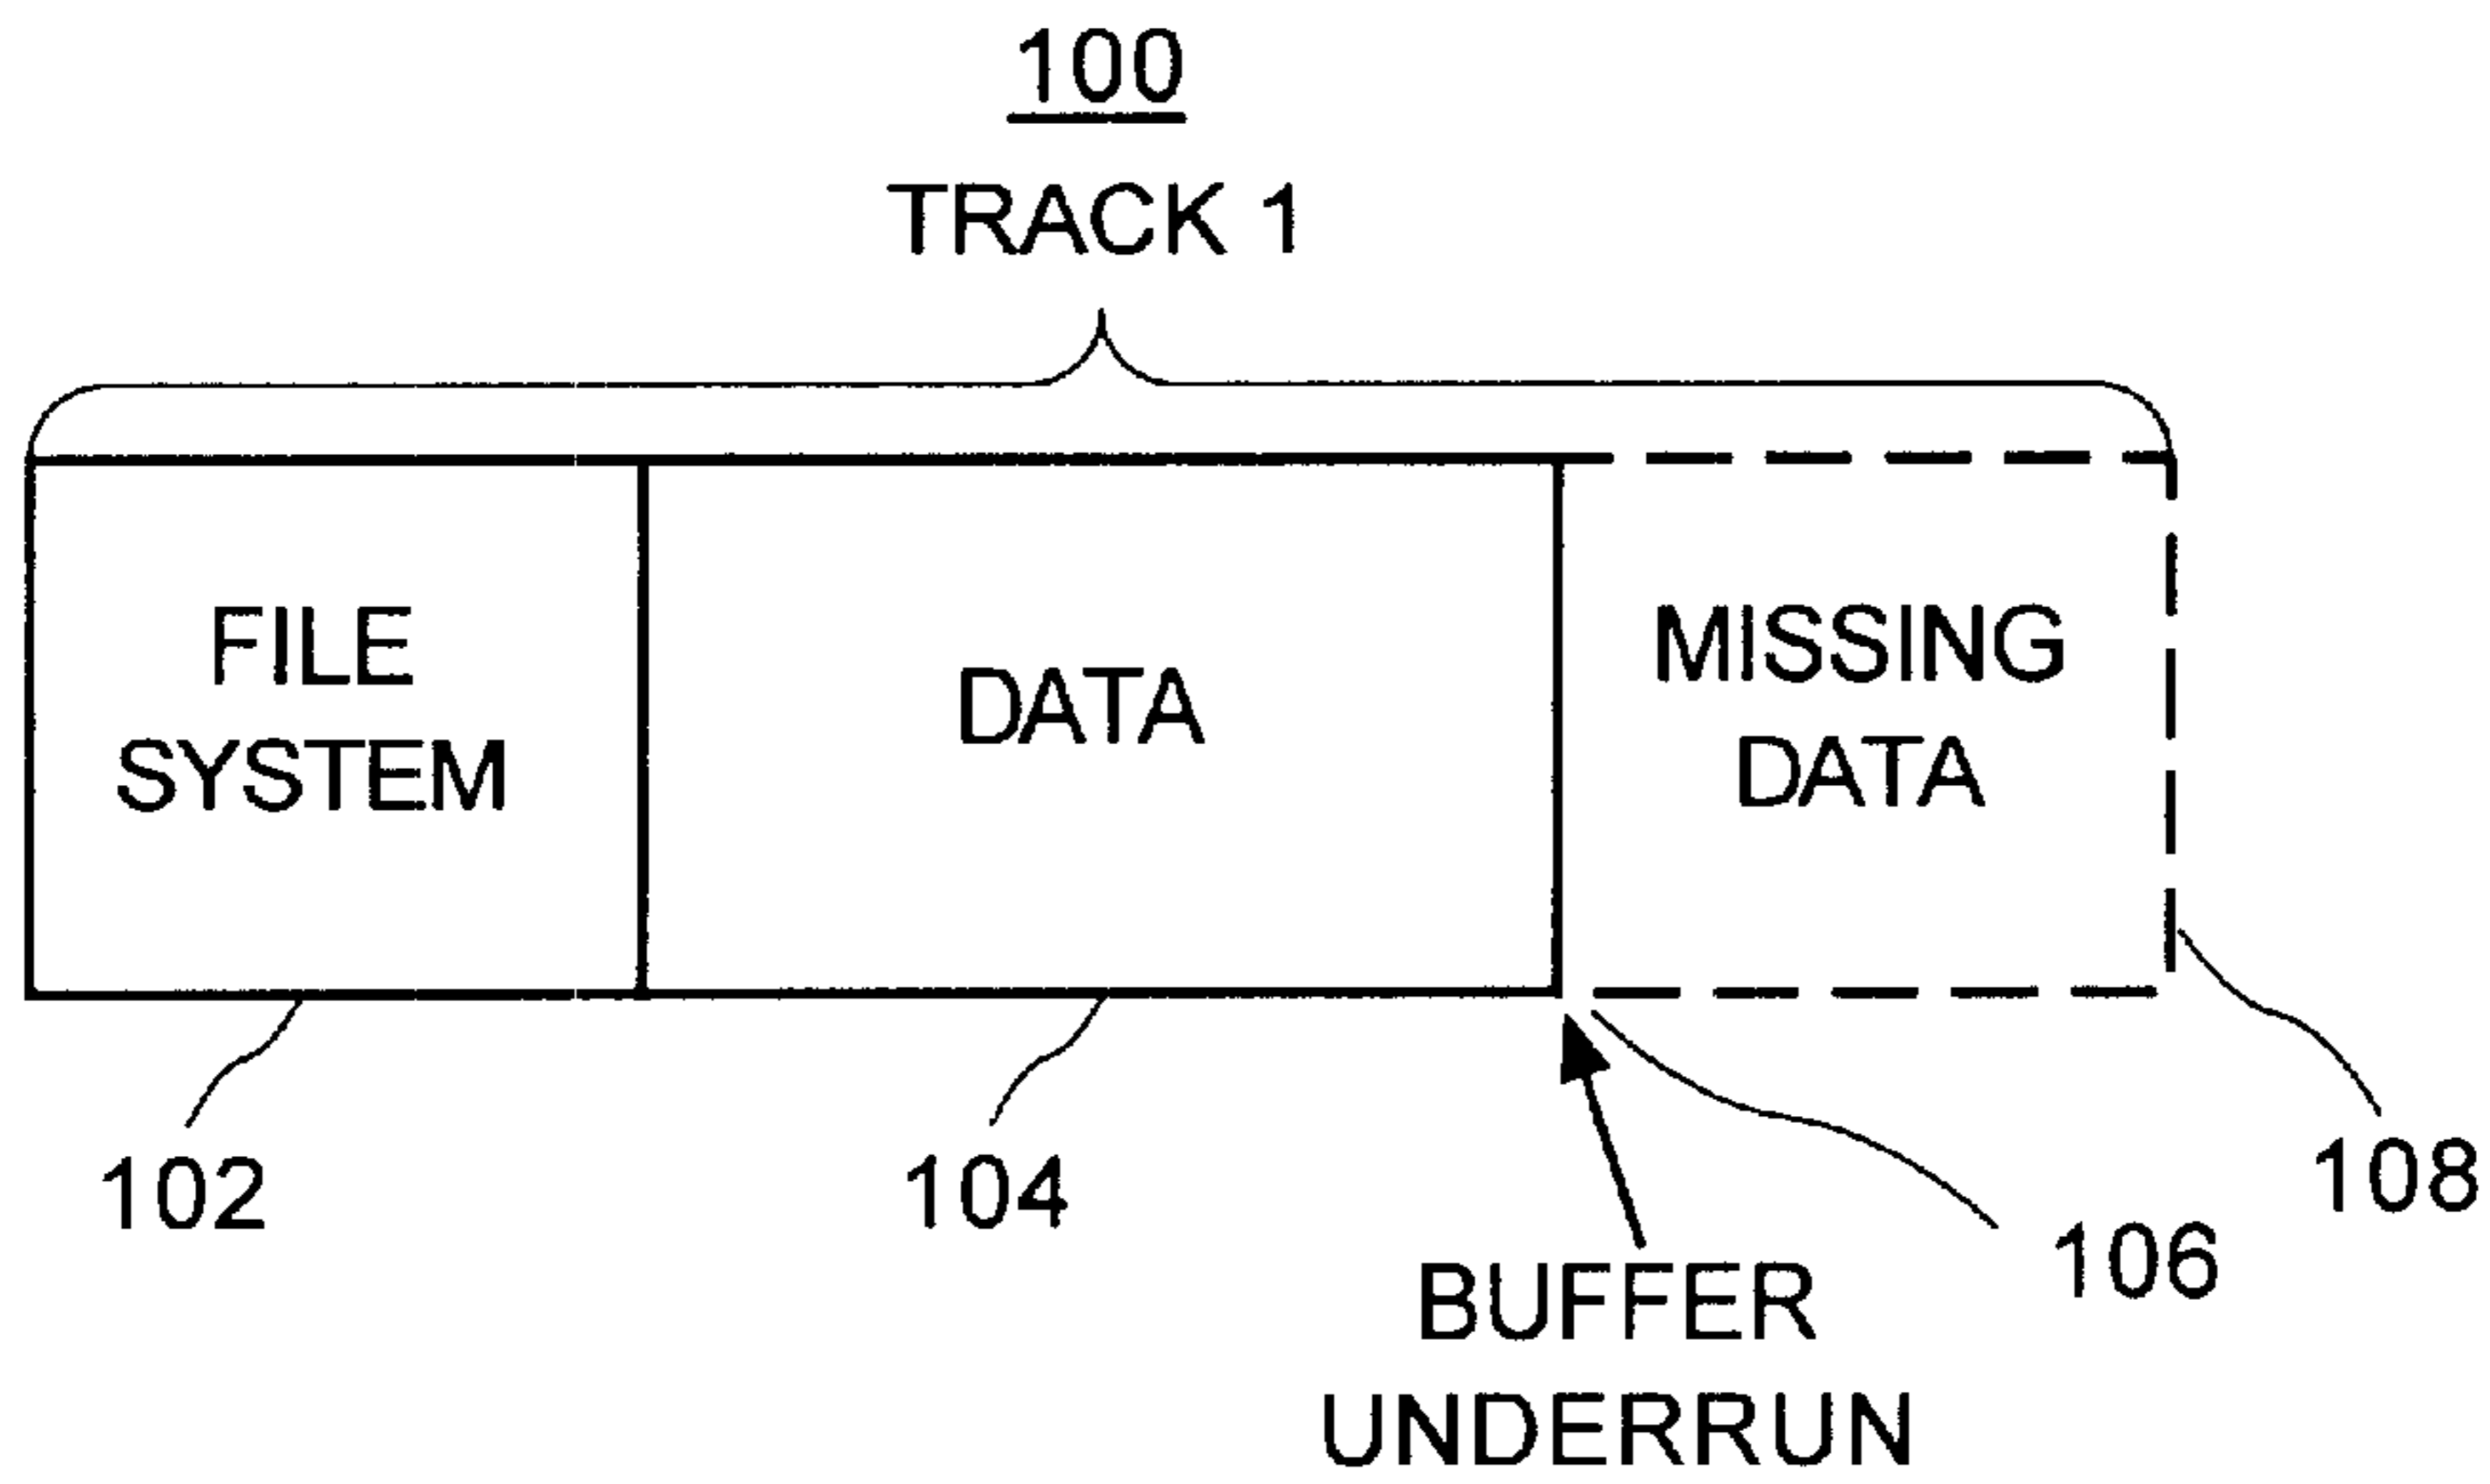 100
TRACK 1
FILE
SYSTEM
DATA
MISSING
DATA
102
104
106
108
BUFFER
UNDERRUN